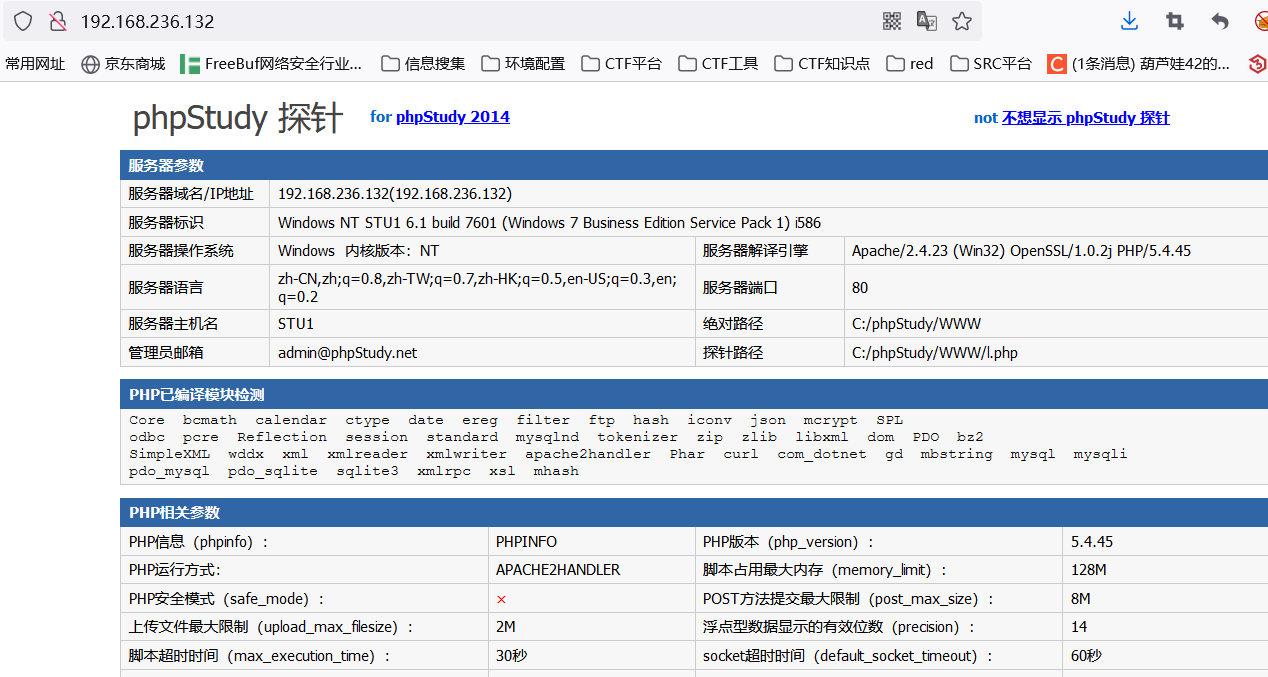 192.168.236.132
常用网址 京东商城 FreeBuf网络安全行业... 信息搜集 环境配置 CTF平台 CTF工具 CTF知识点 red SRC平台 C (1条消息) 葫芦娃42的...
phpStudy 探针 for phpStudy 2014 not 不想显示 phpStudy 探针
服务器参数
服务器域名/IP地址 192.168.236.132(192.168.236.132)
服务器标识 Windows NT STU1 6.1 build 7601 (Windows 7 Business Edition Service Pack 1) i586
服务器操作系统 Windows 内核版本：NT 服务器解译引擎 Apache/2.4.23 (Win32) OpenSSL/1.0.2j PHP/5.4.45
服务器语言 zh-CN,zh;q=0.8,zh-TW;q=0.7,zh-HK;q=0.5,en-US;q=0.3,en; 服务器端口 80
q=0.2
服务器主机名 STU1 绝对路径 C:/phpStudy/WWW
管理员邮箱 admin@phpStudy.net 探针路径 C:/phpStudy/WWW/l.php
PHP已编译模块检测
Core bcmath calendar ctype date ereg filter ftp hash iconv json mcrypt SPL
odbc pcre Reflection session standard mysqlnd tokenizer zip zlib libxml dom PDO bz2
SimpleXML wddx xml xmlreader xmlwriter apache2handler Phar curl com_dotnet gd mbstring mysql mysqli
pdo_mysql pdo_sqlite sqlite3 xmlrpc xsl mhash
PHP相关参数
PHP信息（phpinfo）： PHPINFO PHP版本（php_version）： 5.4.45
PHP运行方式： APACHE2HANDLER 脚本占用最大内存（memory_limit）： 128M
PHP安全模式（safe_mode）： × POST方法提交最大限制（post_max_size）： 8M
上传文件最大限制（upload_max_filesize）： 2M 浮点型数据显示的有效位数（precision）： 14
脚本超时时间（max_execution_time）： 30秒 socket超时时间（default_socket_timeout）： 60秒